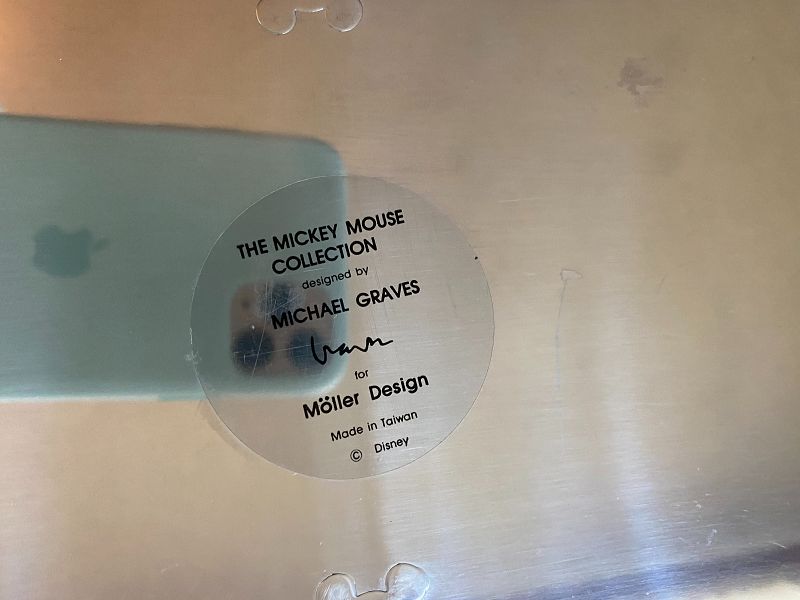 THE MICKEY MOUSE
COLLECTION
designed by
MICHAEL GRAVES
for
Möller Design
Made in Taiwan
© Disney